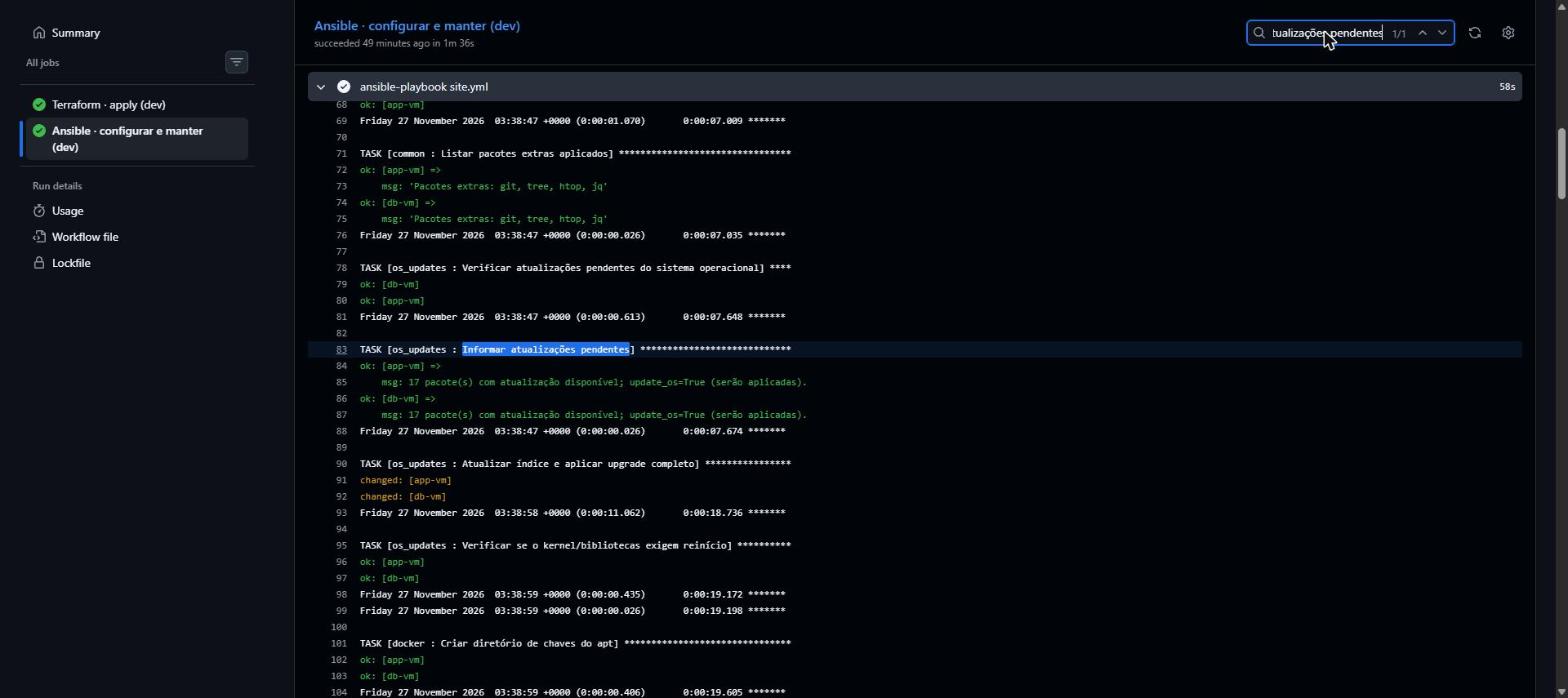 Summary
All jobs
Terraform · apply (dev)
Ansible · configurar e manter
(dev)
Run details
Usage
Workflow file
Lockfile
Ansible · configurar e manter (dev)
succeeded 49 minutes ago in 1m 36s
tualizações pendentes 1/1
ansible-playbook site.yml 58s
68 ok: [app-vm]
69 Friday 27 November 2026  03:38:47 +0000 (0:00:01.070)       0:00:07.009 *******
70
71 TASK [common : Listar pacotes extras aplicados] ********************************
72 ok: [app-vm] =>
73     msg: 'Pacotes extras: git, tree, htop, jq'
74 ok: [db-vm] =>
75     msg: 'Pacotes extras: git, tree, htop, jq'
76 Friday 27 November 2026  03:38:47 +0000 (0:00:00.026)       0:00:07.035 *******
77
78 TASK [os_updates : Verificar atualizações pendentes do sistema operacional] ****
79 ok: [db-vm]
80 ok: [app-vm]
81 Friday 27 November 2026  03:38:47 +0000 (0:00:00.613)       0:00:07.648 *******
82
83 TASK [os_updates : Informar atualizações pendentes] ****************************
84 ok: [app-vm] =>
85     msg: 17 pacote(s) com atualização disponível; update_os=True (serão aplicadas).
86 ok: [db-vm] =>
87     msg: 17 pacote(s) com atualização disponível; update_os=True (serão aplicadas).
88 Friday 27 November 2026  03:38:47 +0000 (0:00:00.026)       0:00:07.674 *******
89
90 TASK [os_updates : Atualizar índice e aplicar upgrade completo] ****************
91 changed: [app-vm]
92 changed: [db-vm]
93 Friday 27 November 2026  03:38:58 +0000 (0:00:11.062)       0:00:18.736 *******
94
95 TASK [os_updates : Verificar se o kernel/bibliotecas exigem reinício] **********
96 ok: [app-vm]
97 ok: [db-vm]
98 Friday 27 November 2026  03:38:59 +0000 (0:00:00.435)       0:00:19.172 *******
99 Friday 27 November 2026  03:38:59 +0000 (0:00:00.026)       0:00:19.198 *******
100
101 TASK [docker : Criar diretório de chaves do apt] *******************************
102 ok: [app-vm]
103 ok: [db-vm]
104 Friday 27 November 2026  03:38:59 +0000 (0:00:00.406)       0:00:19.605 *******